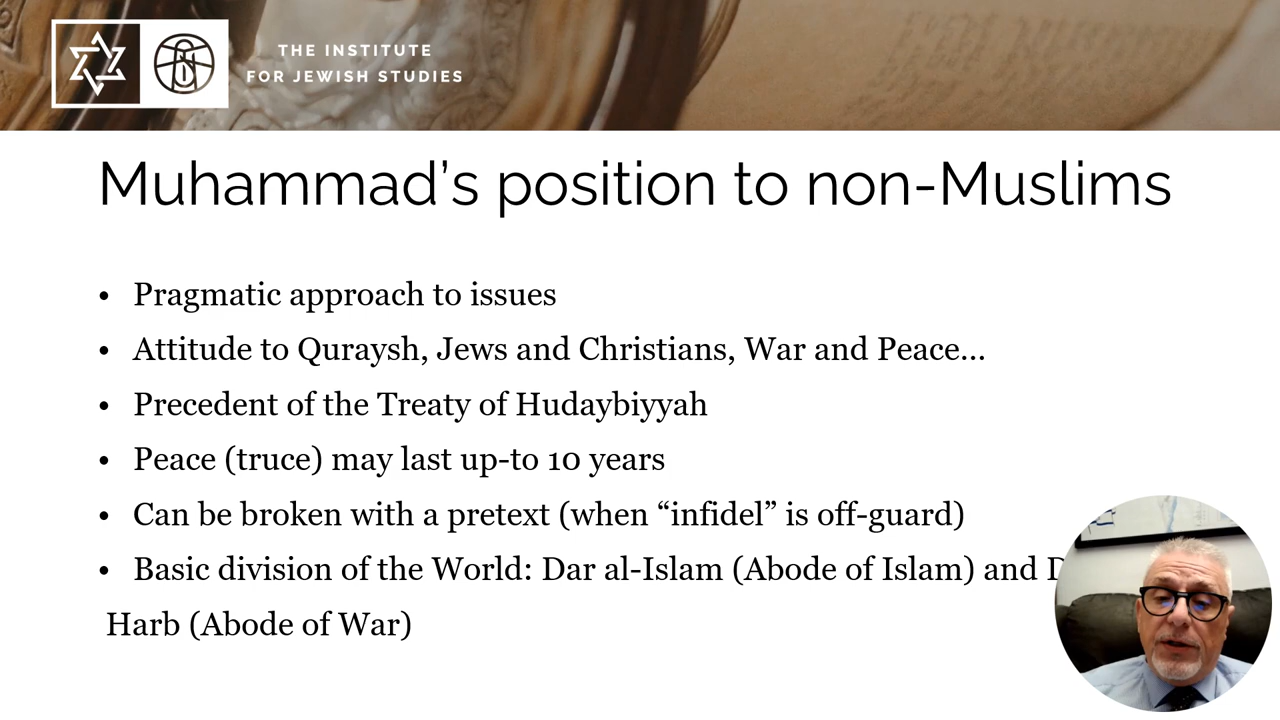 THE INSTITUTE
FOR JEWISH STUDIES
Muhammad’s position to non-Muslims
• Pragmatic approach to issues
• Attitude to Quraysh, Jews and Christians, War and Peace...
• Precedent of the Treaty of Hudaybiyyah
• Peace (truce) may last up-to 10 years
• Can be broken with a pretext (when “infidel” is off-guard)
• Basic division of the World: Dar al-Islam (Abode of Islam) and
Harb (Abode of War)